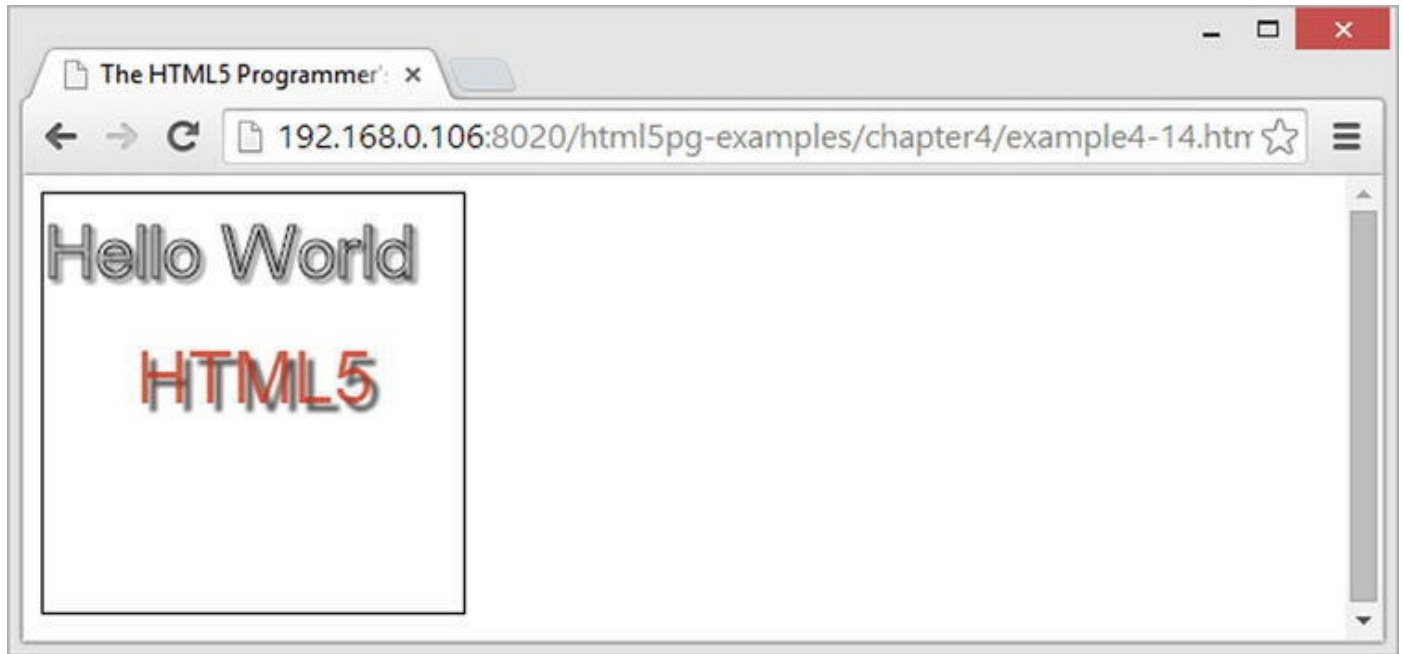 The HTML5 Programmer's
192.168.0.106:8020/html5pg-examples/chapter4/example4-14.htm
Hello World
HTML5